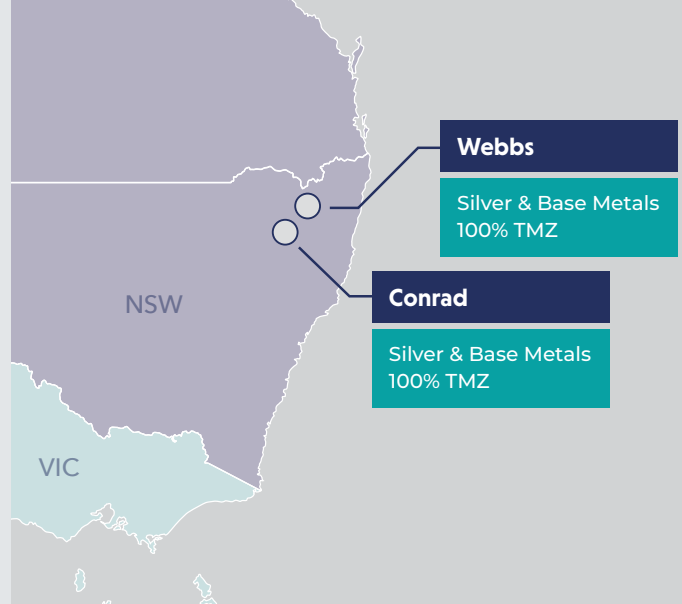 Webbs
Silver & Base Metals
100% TMZ
Conrad
Silver & Base Metals
100% TMZ
NSW
VIC